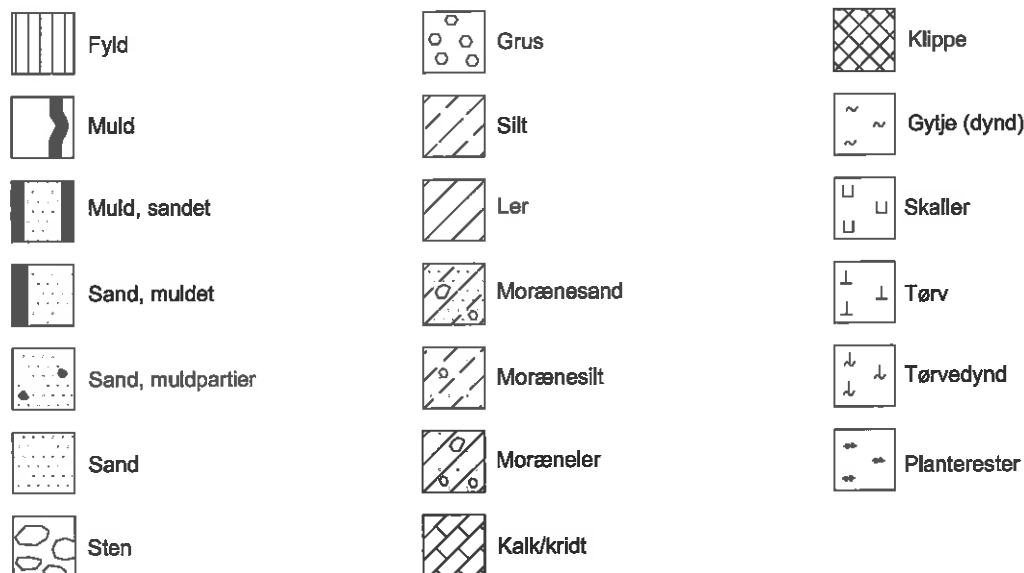 Fyld
Muld
Muld, sandet
Sand, muldet
Sand, muldpartier
Sand
Sten
Grus
Silt
Ler
Morænesand
Morænesilt
Moræneler
Kalk/kridt
Klippe
Gytje (dynd)
Skaller
Tørv
Tørvedynd
Planterester